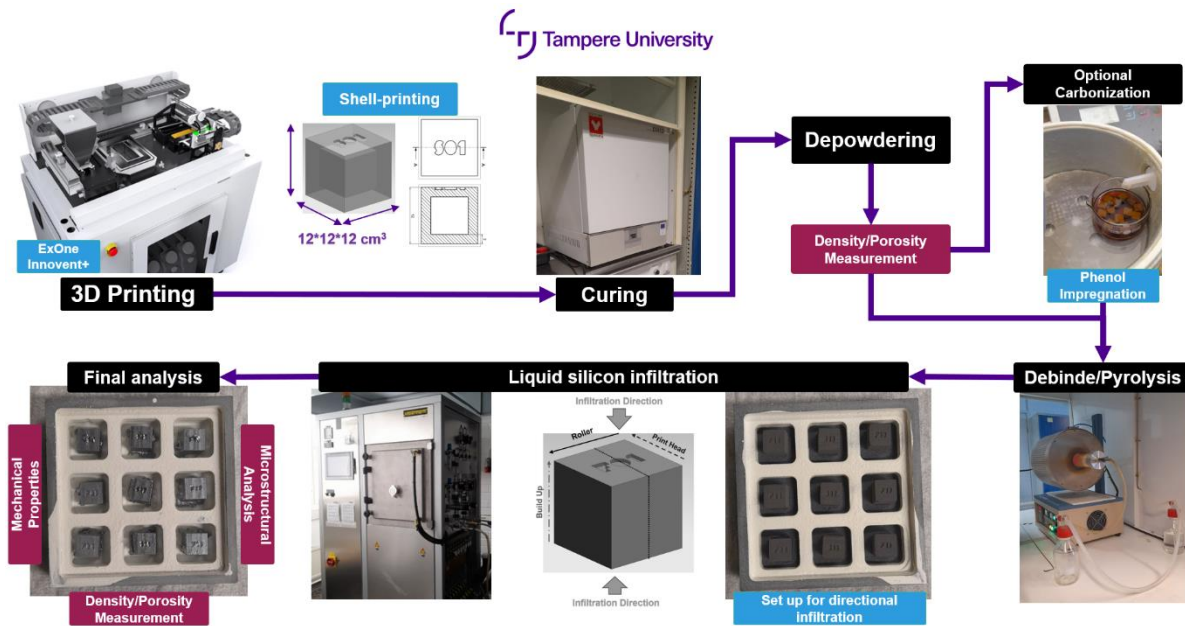 Tampere University
Shell-printing
801
12*12*12 cm³
ExOne
Innovent+
3D Printing
Curing
Depowdering
Density/Porosity
Measurement
Optional
Carbonization
Phenol
Impregnation
Debinde/Pyrolysis
Liquid silicon infiltration
Set up for directional
Infiltration
Infiltration Direction
Roller
Print Head
Build Up
Infiltration Direction
Final analysis
Mechanical
Properties
Microstructural
Analysis
Density/Porosity
Measurement